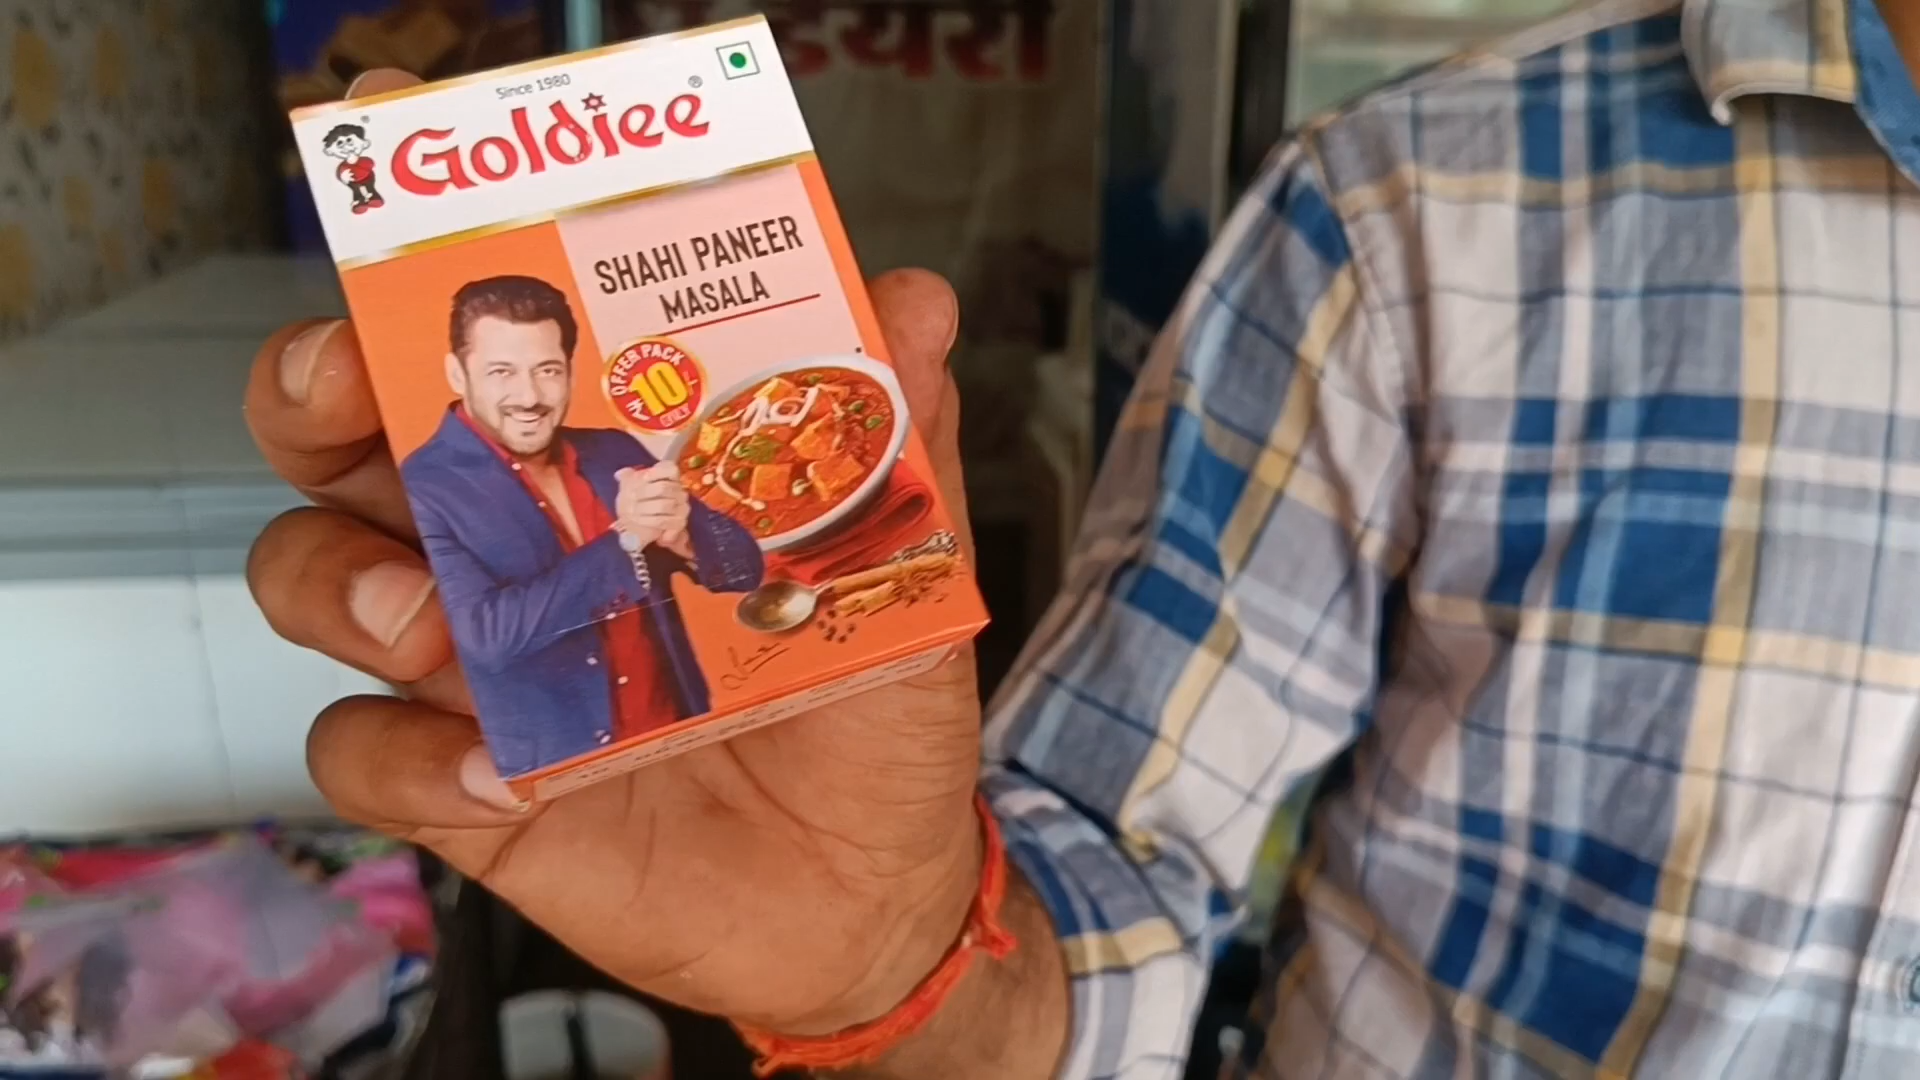 Since 1980
Goldiee®
SHAHI PANEER
MASALA
OFFER PACK
₹ 10/-
ONLY